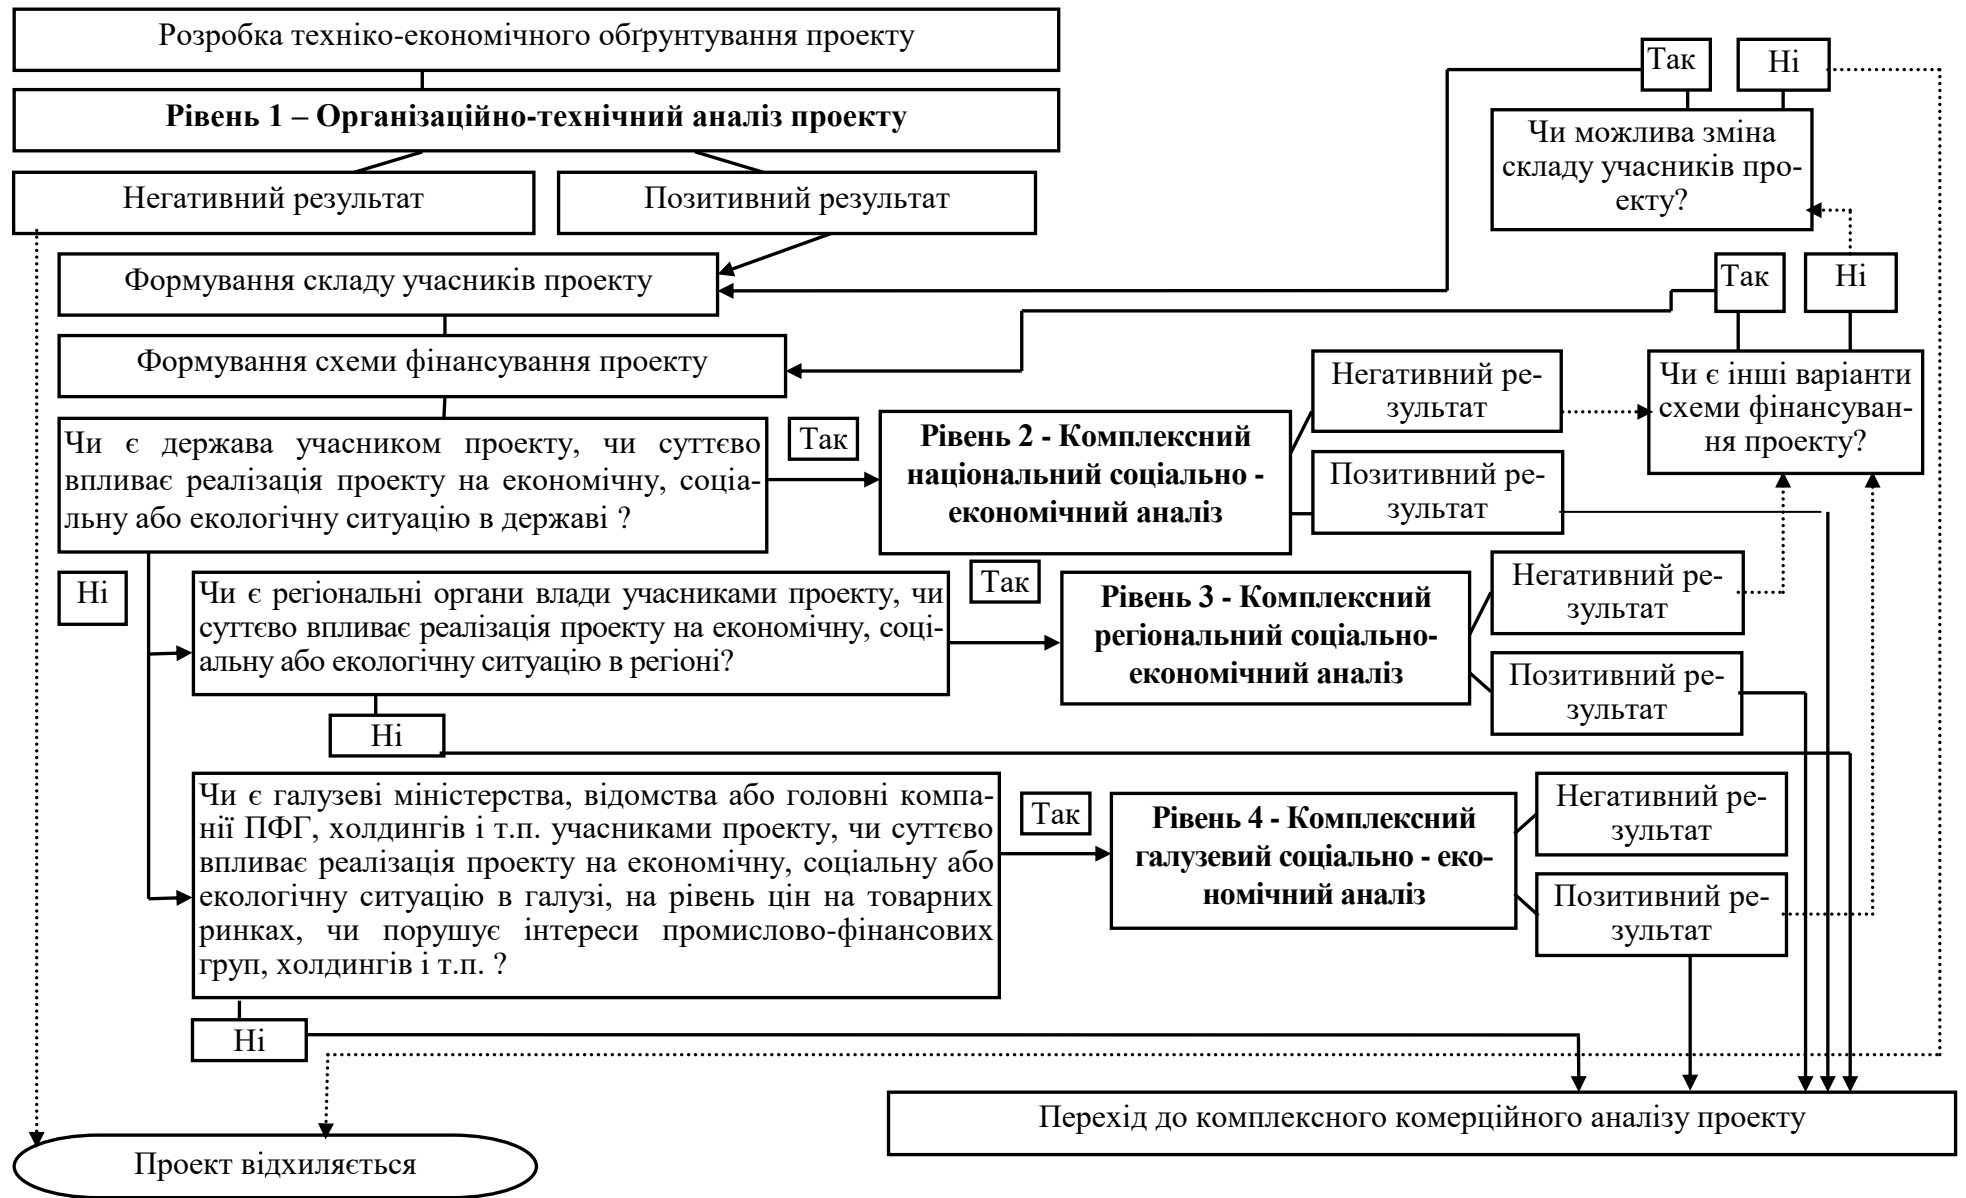 Розробка техніко-економічного обґрунтування проекту
Рівень 1 – Організаційно-технічний аналіз проекту
Негативний результат
Позитивний результат
Формування складу учасників проекту
Формування схеми фінансування проекту
Так
Ні
Чи можлива зміна
складу учасників про-
екту?
Так
Ні
Чи є інші варіанти
схеми фінансуван-
ня проекту?
Чи є держава учасником проекту, чи суттєво
впливає реалізація проекту на економічну, соціа-
льну або екологічну ситуацію в державі ?
Так
Рівень 2 - Комплексний
національний соціально -
економічний аналіз
Негативний ре-
зультат
Позитивний ре-
зультат
Ні
Чи є регіональні органи влади учасниками проекту, чи
суттєво впливає реалізація проекту на економічну, соці-
альну або екологічну ситуацію в регіоні?
Так
Рівень 3 - Комплексний
регіональний соціально-
економічний аналіз
Негативний ре-
зультат
Позитивний ре-
зультат
Ні
Чи є галузеві міністерства, відомства або головні компа-
нії ПФГ, холдингів і т.п. учасниками проекту, чи суттєво
впливає реалізація проекту на економічну, соціальну або
екологічну ситуацію в галузі, на рівень цін на товарних
ринках, чи порушує інтереси промислово-фінансових
груп, холдингів і т.п. ?
Так
Рівень 4 - Комплексний
галузевий соціально - еко-
номічний аналіз
Негативний ре-
зультат
Позитивний ре-
зультат
Ні
Перехід до комплексного комерційного аналізу проекту
Проект відхиляється